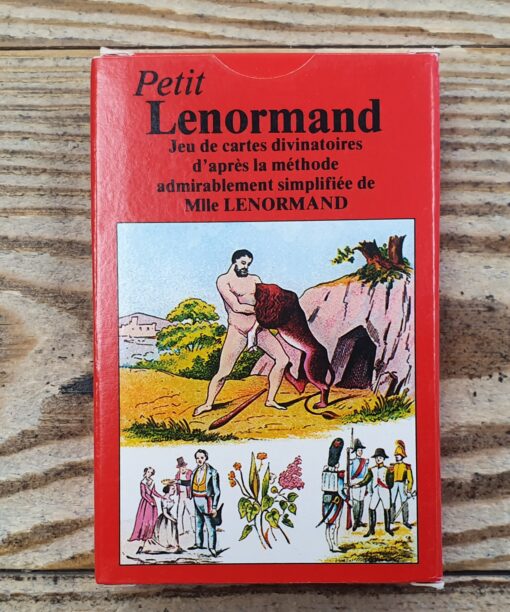 Petit
Lenormand
Jeu de cartes divinatoires
d'après la méthode
admirablement simplifiée de
Mlle LENORMAND